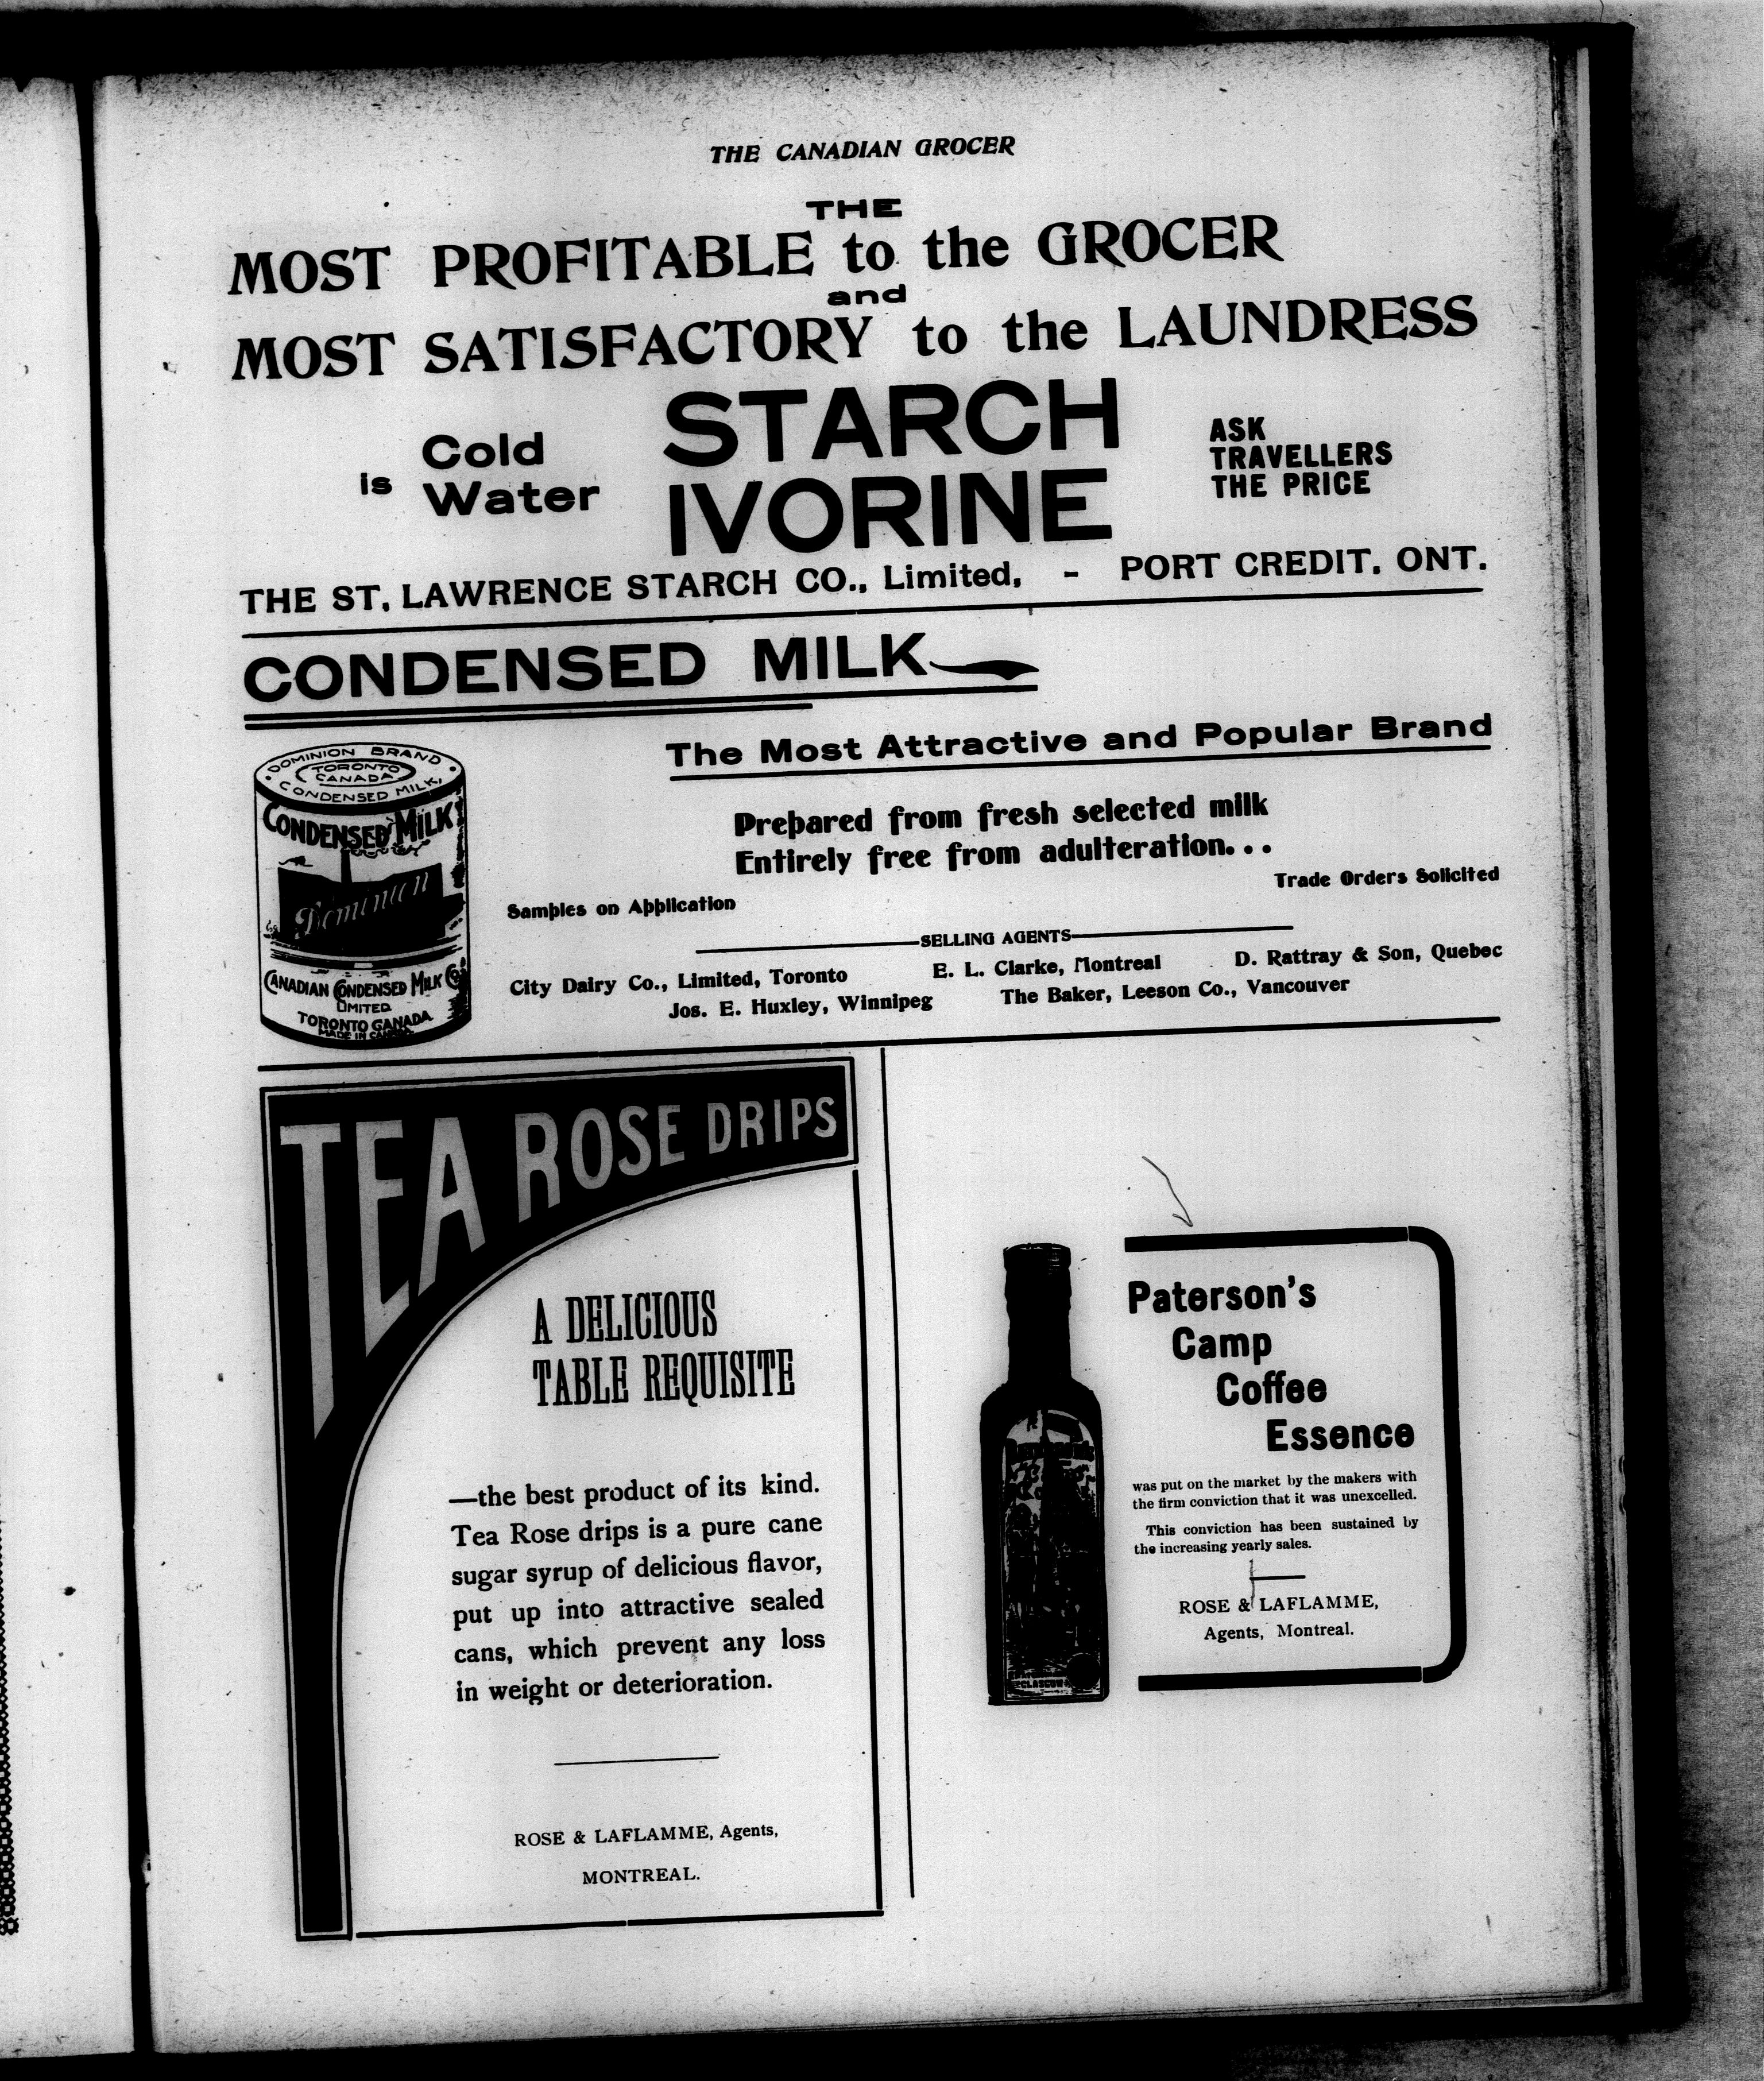 THE CANADIAN GROCER
THE
MOST PROFITABLE to the GROCER
and
MOST SATISFACTORY to the LAUNDRESS
is Cold Water
STARCH
IVORINE
ASK
TRAVELLERS
THE PRICE
THE ST. LAWRENCE STARCH CO., Limited, - PORT CREDIT. ONT.
CONDENSED MILK
DOMINION BRAND
TORONTO
CANADA
CONDENSED MILK
CONDENSED MILK
Dominion
CANADIAN CONDENSED MILK CO.
LIMITED
TORONTO CANADA
MADE IN CANADA
The Most Attractive and Popular Brand
Prepared from fresh selected milk
Entirely free from adulteration...
Trade Orders Solicited
Samples on Application
SELLING AGENTS
City Dairy Co., Limited, Toronto E. L. Clarke, Montreal D. Rattray & Son, Quebec
Jos. E. Huxley, Winnipeg The Baker, Leeson Co., Vancouver
TEA ROSE DRIPS
A DELICIOUS
TABLE REQUISITE
—the best product of its kind.
Tea Rose drips is a pure cane
sugar syrup of delicious flavor,
put up into attractive sealed
cans, which prevent any loss
in weight or deterioration.
ROSE & LAFLAMME, Agents,
MONTREAL.
Paterson's
Camp
Coffee
Essence
was put on the market by the makers with
the firm conviction that it was unexcelled.
This conviction has been sustained by
the increasing yearly sales.
ROSE & LAFLAMME,
Agents, Montreal.
GLASGOW